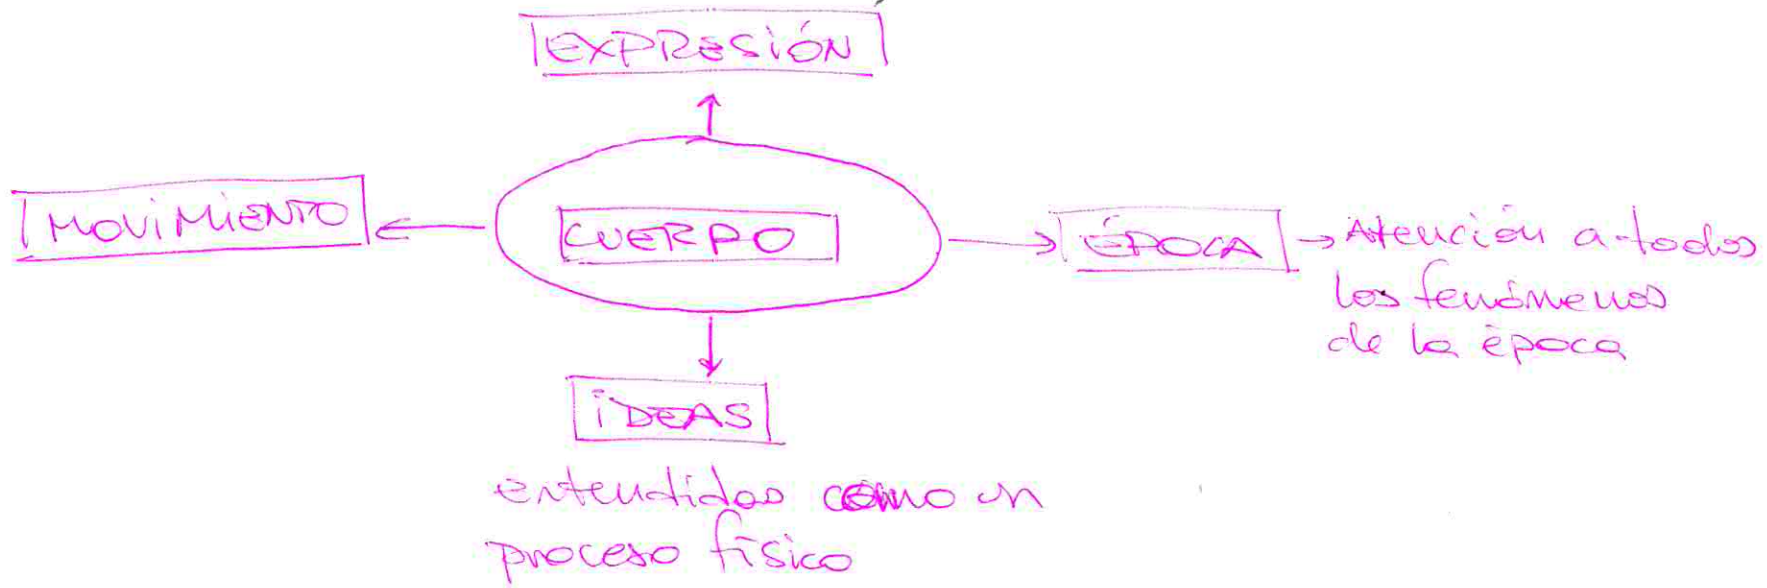 EXPRESIÓN
MOVIMIENTO
CUERPO
ÉPOCA
Atención a todos
los fenómenos
de la época
IDEAS
entendidas como un
proceso físico